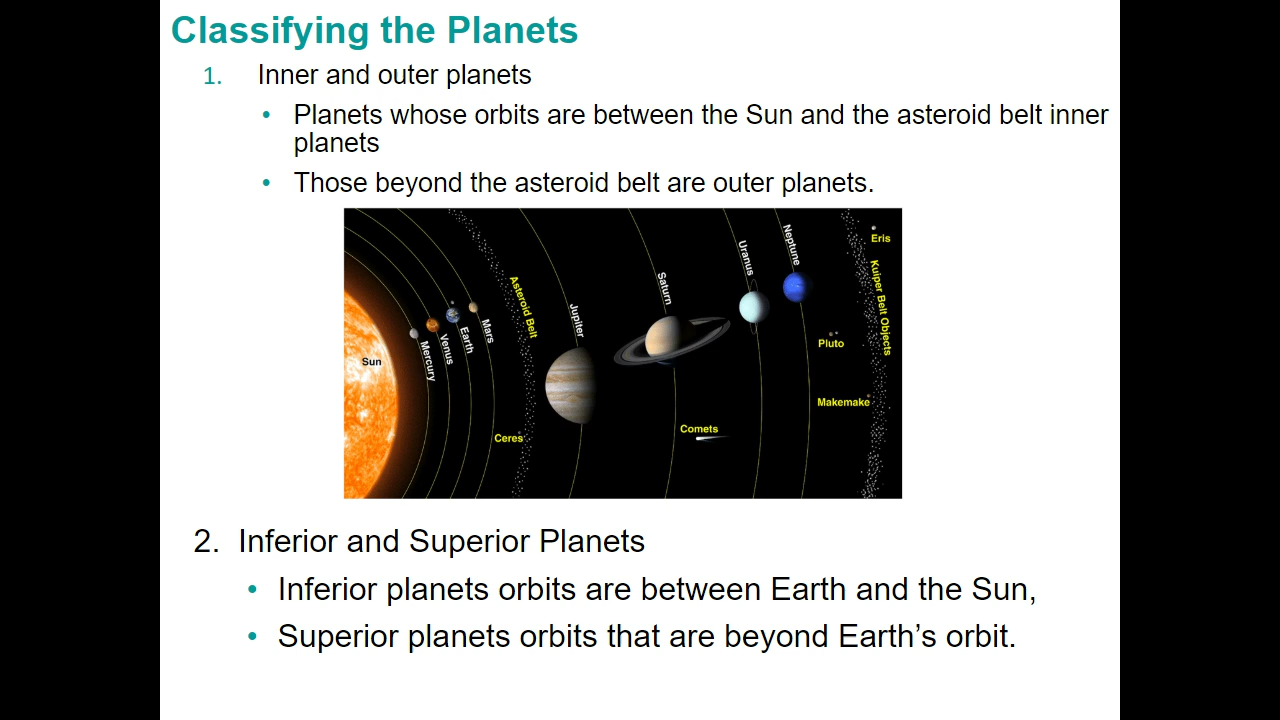 Classifying the Planets
1. Inner and outer planets
• Planets whose orbits are between the Sun and the asteroid belt inner
planets
• Those beyond the asteroid belt are outer planets.
Sun
Mercury
Venus
Earth
Mars
Asteroid Belt
Ceres
Jupiter
Saturn
Comets
Uranus
Neptune
Pluto
Makemake
Eris
Kuiper Belt Objects
2. Inferior and Superior Planets
• Inferior planets orbits are between Earth and the Sun,
• Superior planets orbits that are beyond Earth’s orbit.